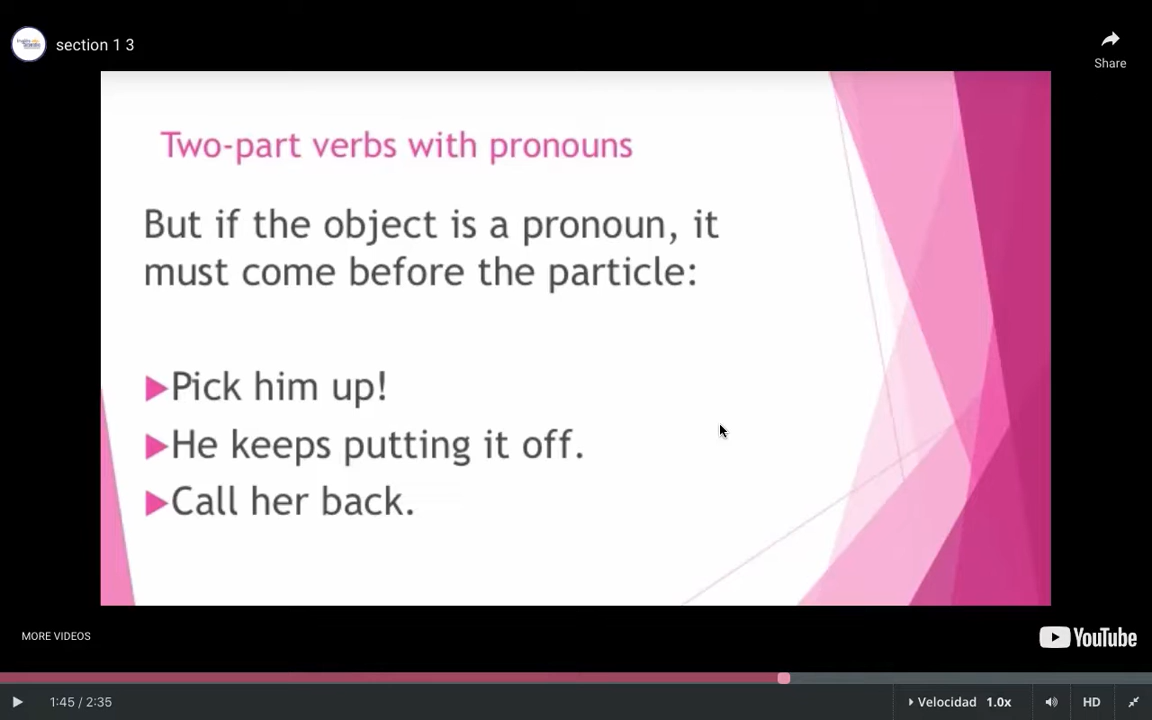 section 1 3
Share
Two-part verbs with pronouns
But if the object is a pronoun, it
must come before the particle:
Pick him up!
He keeps putting it off.
Call her back.
MORE VIDEOS
YouTube
1:45 / 2:35
Velocidad 1.0x
HD